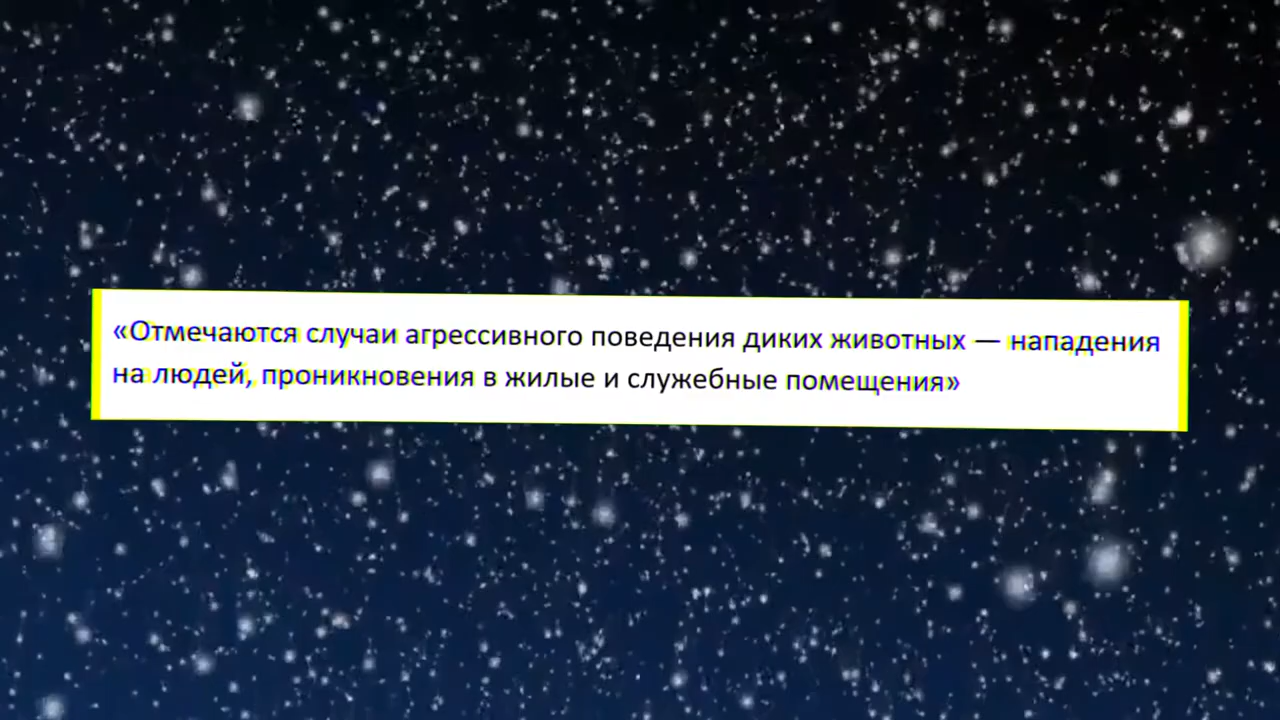 «Отмечаются случаи агрессивного поведения диких животных — нападения
на людей, проникновения в жилые и служебные помещения»